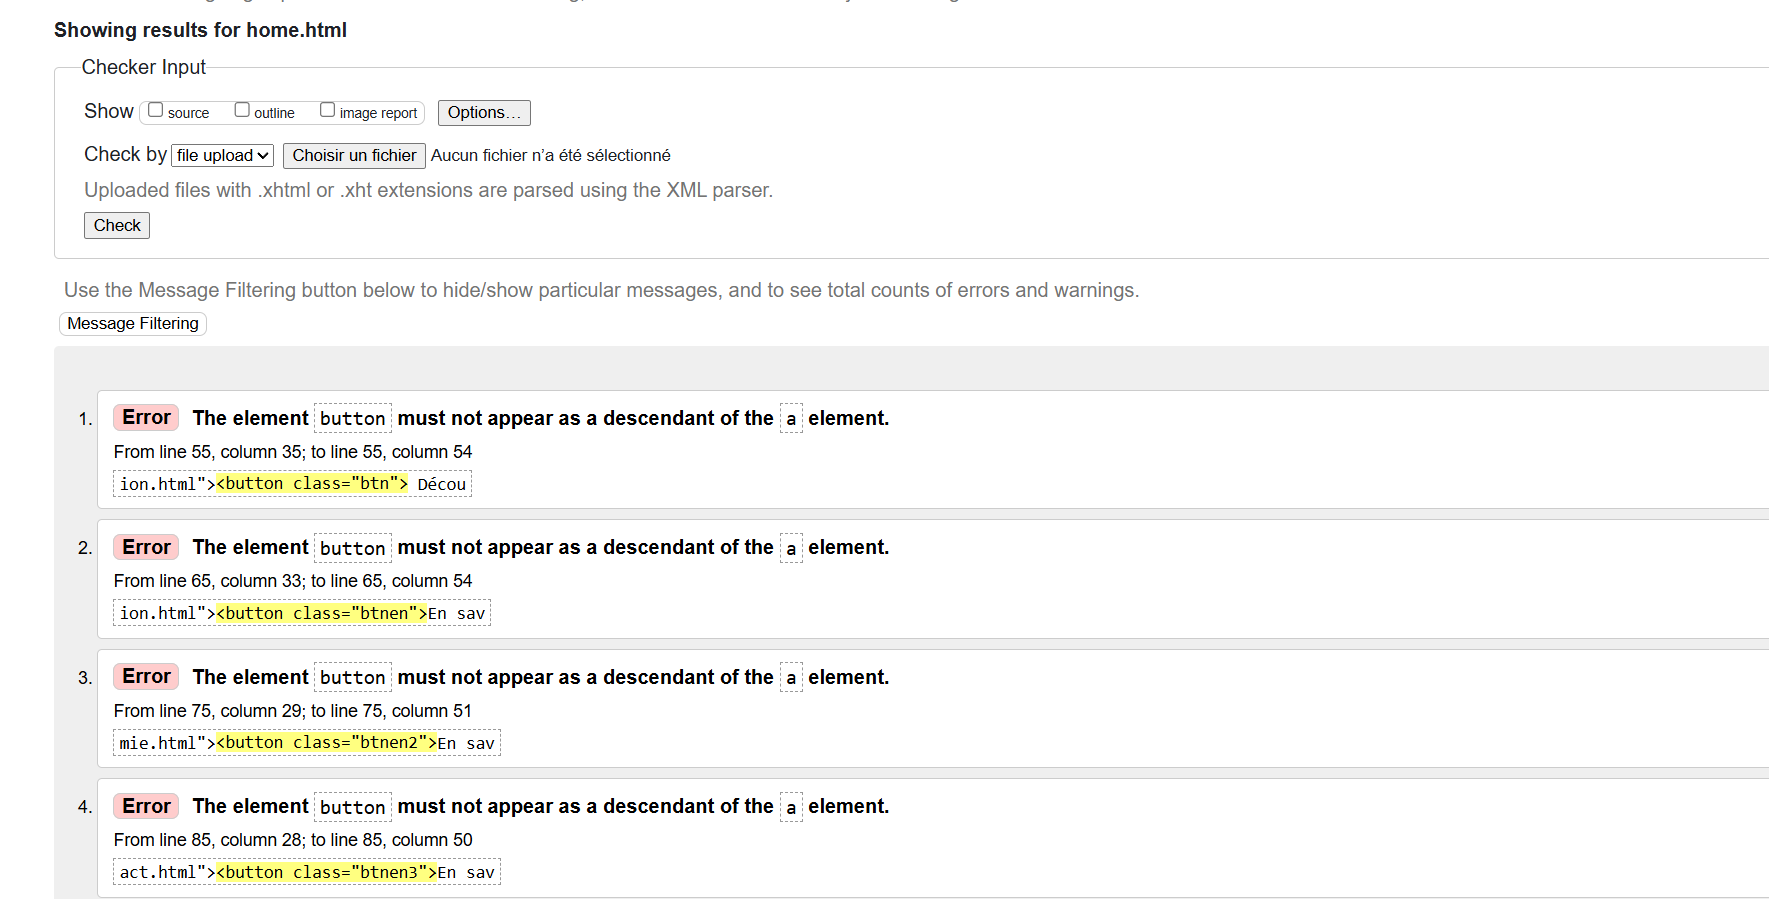 Showing results for home.html
Checker Input
Show source outline image report Options...
Check by file upload Choisir un fichier Aucun fichier n’a été sélectionné
Uploaded files with .xhtml or .xht extensions are parsed using the XML parser.
Check
Use the Message Filtering button below to hide/show particular messages, and to see total counts of errors and warnings.
Message Filtering
1. Error The element button must not appear as a descendant of the a element.
From line 55, column 35; to line 55, column 54
ion.html"><button class="btn"> Décou
2. Error The element button must not appear as a descendant of the a element.
From line 65, column 33; to line 65, column 54
ion.html"><button class="btnen">En sav
3. Error The element button must not appear as a descendant of the a element.
From line 75, column 29; to line 75, column 51
mie.html"><button class="btnen2">En sav
4. Error The element button must not appear as a descendant of the a element.
From line 85, column 28; to line 85, column 50
act.html"><button class="btnen3">En sav